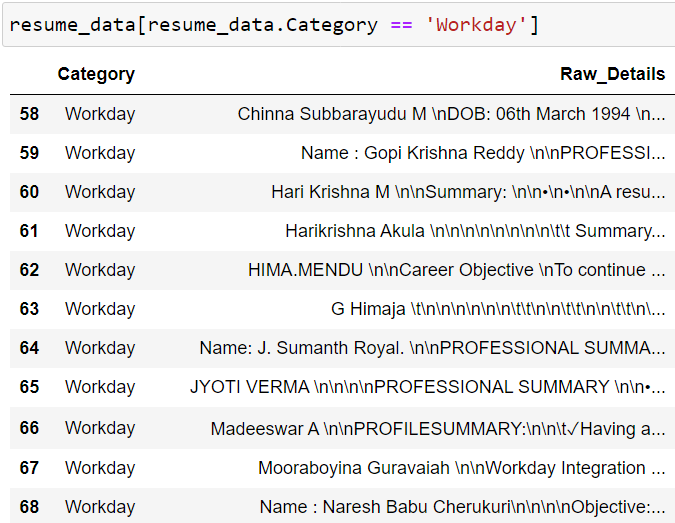 resume_data[resume_data.Category == 'Workday']
Category Raw_Details
58 Workday Chinna Subbarayudu M \nDOB: 06th March 1994 \n...
59 Workday Name : Gopi Krishna Reddy \n\nPROFESSI...
60 Workday Hari Krishna M \n\nSummary: \n\n•\n•\n\nA resu...
61 Workday Harikrishna Akula \n\n\n\n\n\n\n\n\t\t Summary...
62 Workday HIMA.MENDU \n\nCareer Objective \nTo continue ...
63 Workday G Himaja \t\n\n\n\n\n\n\t\t\n\n\t\t\n\n\t\t\n\...
64 Workday Name: J. Sumanth Royal. \n\nPROFESSIONAL SUMMA...
65 Workday JYOTI VERMA \n\n\n\nPROFESSIONAL SUMMARY \n\n•...
66 Workday Madeeswar A \n\nPROFILESUMMARY:\n\n\t✓Having a...
67 Workday Mooraboyina Guravaiah \n\nWorkday Integration ...
68 Workday Name : Naresh Babu Cherukuri\n\n\n\nObjective:...